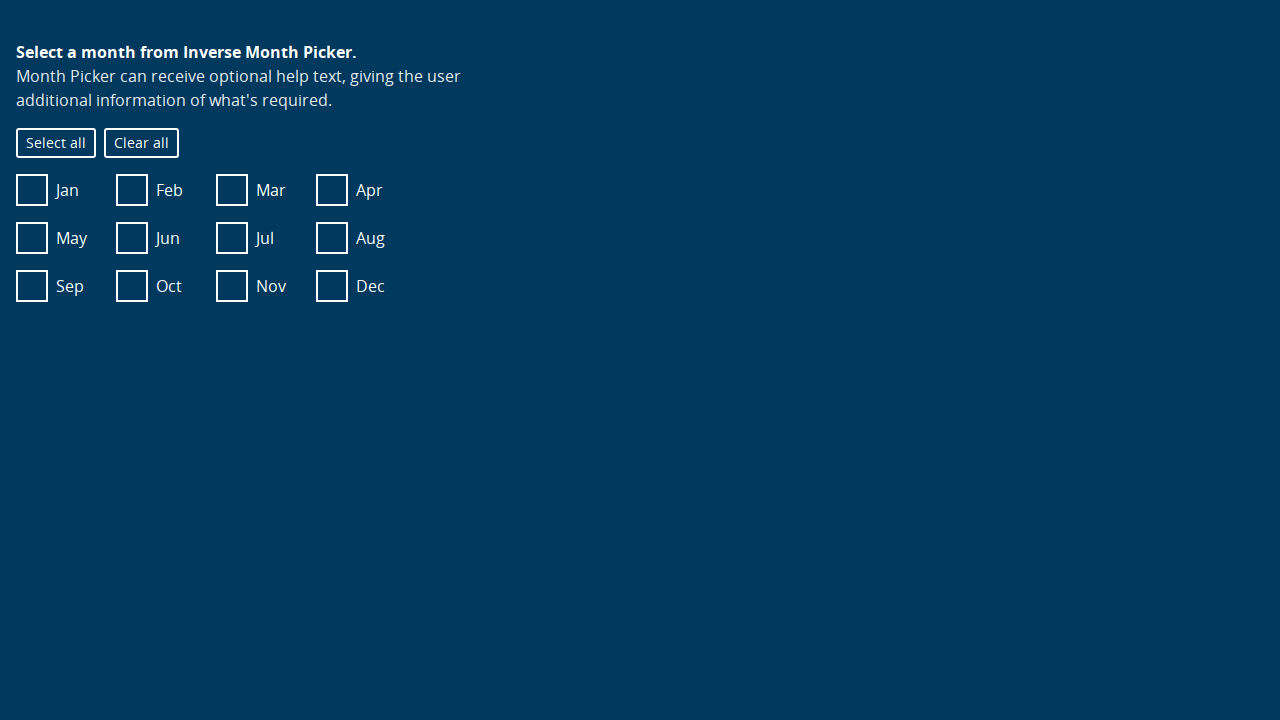 Select a month from Inverse Month Picker.
Month Picker can receive optional help text, giving the user
additional information of what's required.
Select all Clear all
Jan Feb Mar Apr
May Jun Jul Aug
Sep Oct Nov Dec